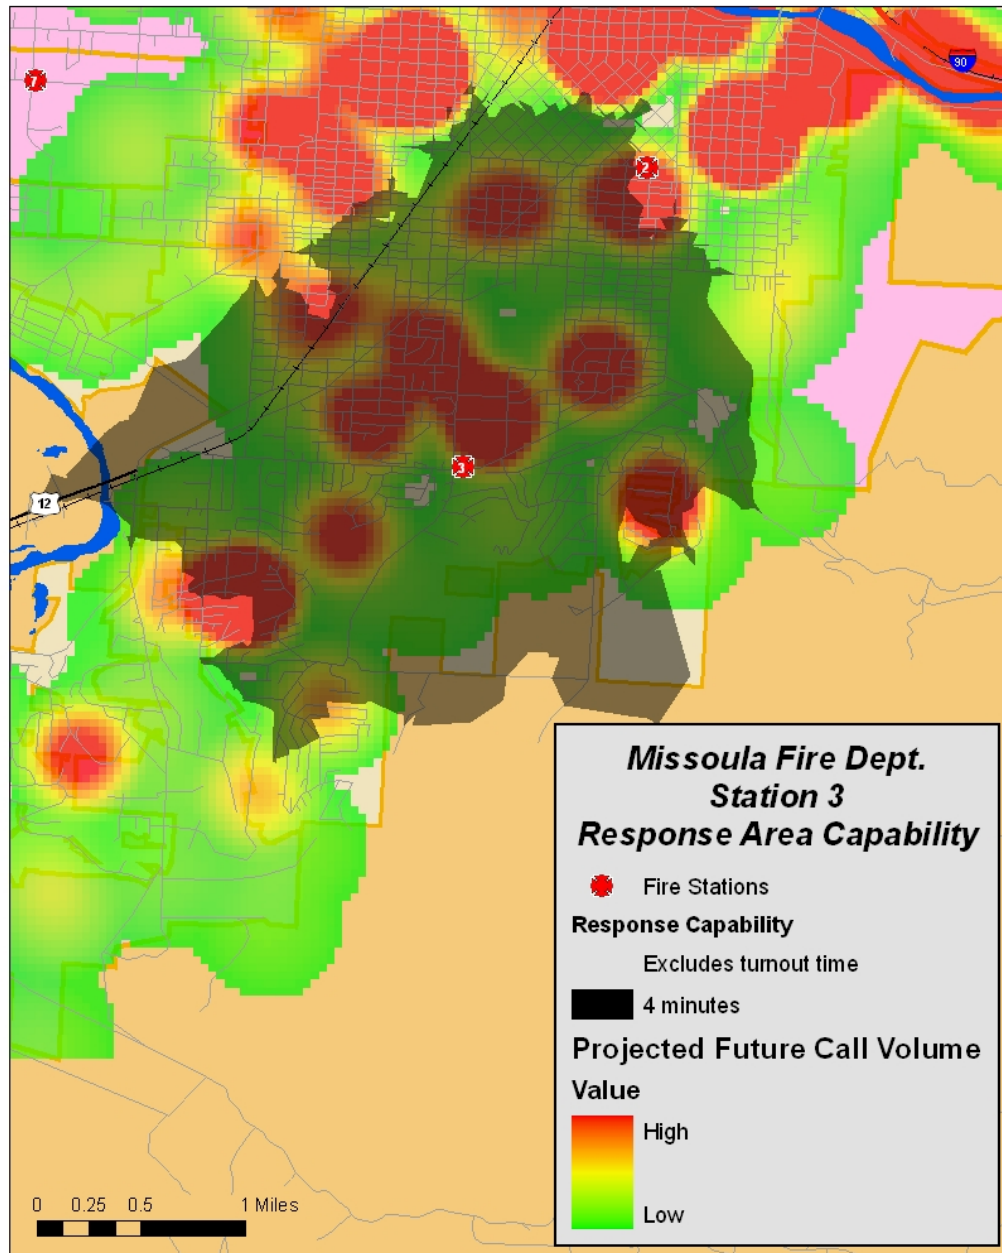 7
90
2
3
12
Missoula Fire Dept.
Station 3
Response Area Capability
Fire Stations
Response Capability
Excludes turnout time
4 minutes
Projected Future Call Volume
Value
High
Low
0 0.25 0.5 1 Miles